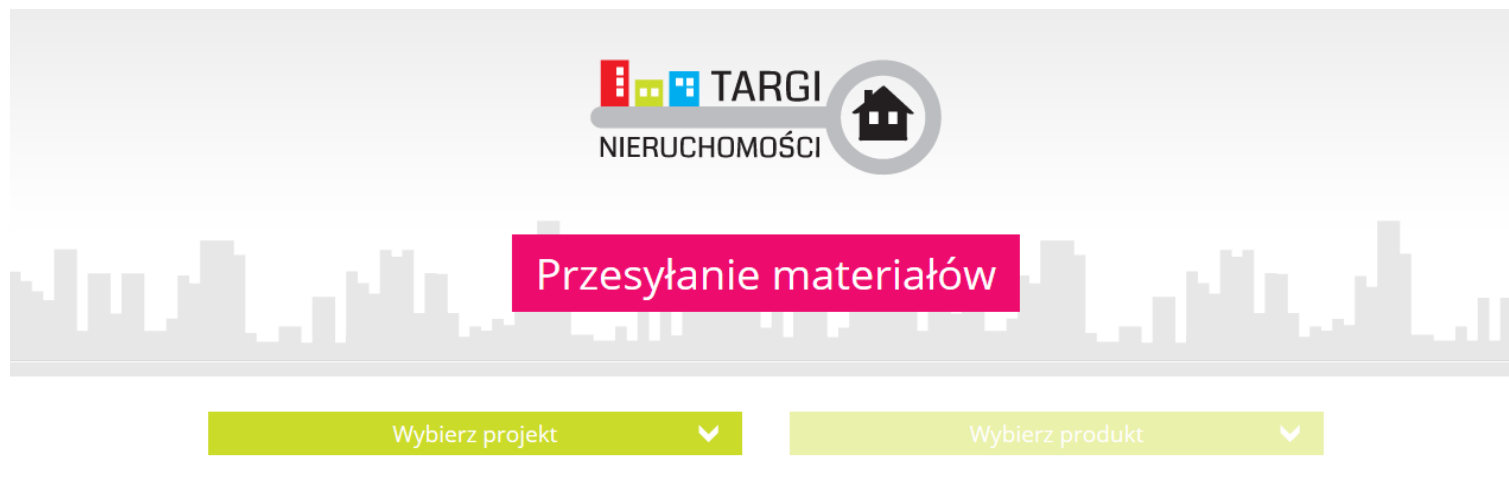 TARGI
NIERUCHOMOŚCI
Przesyłanie materiałów
Wybierz projekt
Wybierz produkt